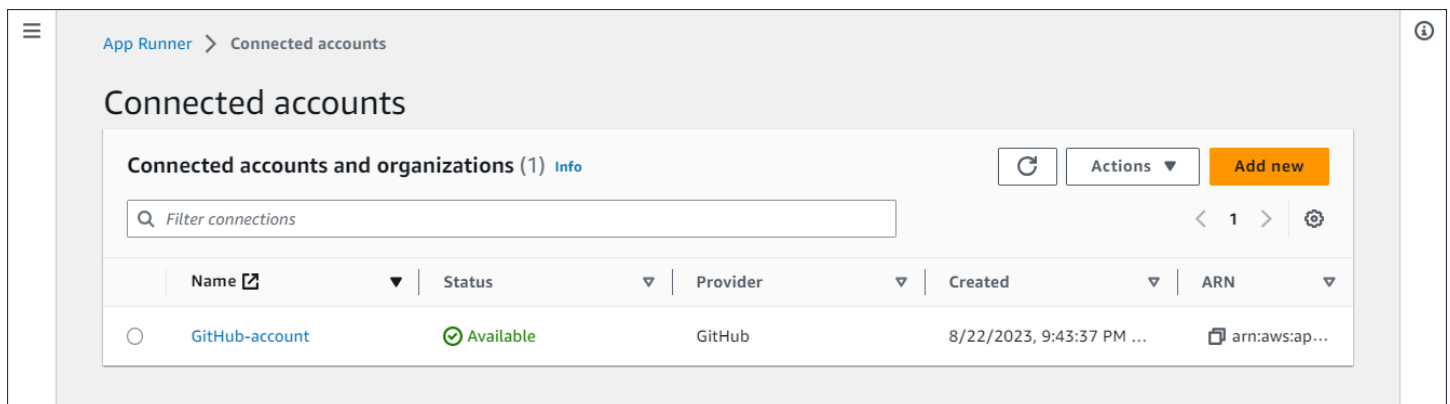 App Runner > Connected accounts
Connected accounts
Connected accounts and organizations (1) Info
Actions
Add new
Filter connections
1
Name Status Provider Created ARN
GitHub-account Available GitHub 8/22/2023, 9:43:37 PM ... arn:aws:ap...